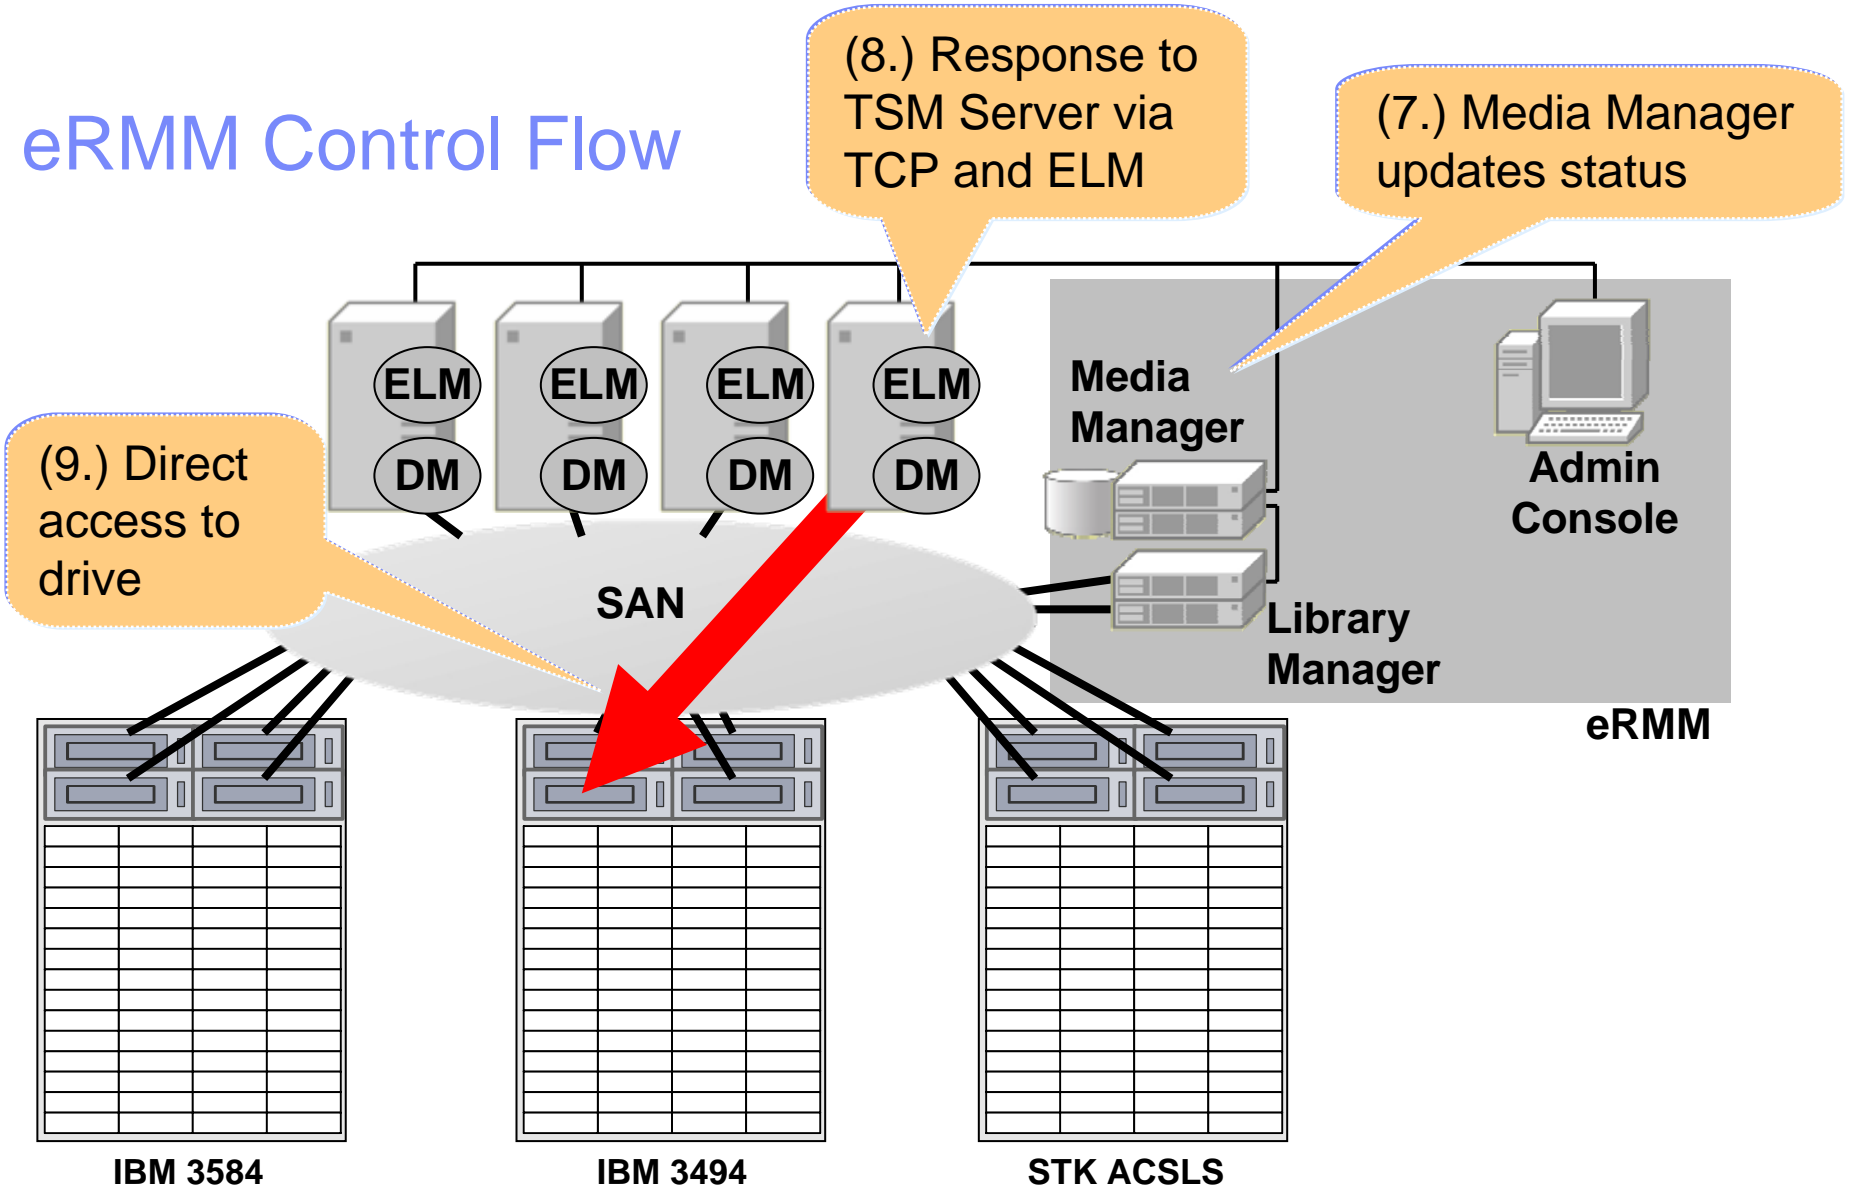 eRMM Control Flow
(8.) Response to
TSM Server via
TCP and ELM
(7.) Media Manager
updates status
ELM
ELM
ELM
ELM
DM
DM
DM
DM
(9.) Direct
access to
drive
SAN
Media
Manager
Admin
Console
Library
Manager
eRMM
IBM 3584
IBM 3494
STK ACSLS